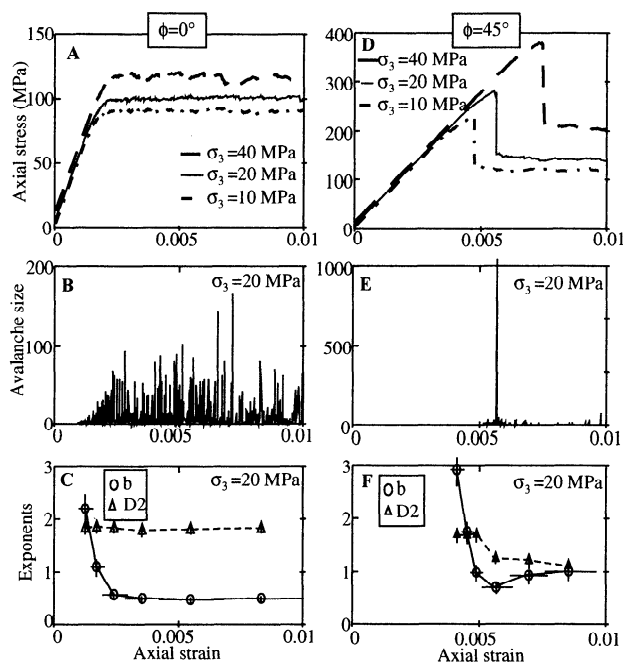 ϕ=0°
ϕ=45°
Axial stress (MPa)
150
100
50
0
A
σ3=40 MPa
σ3=20 MPa
σ3=10 MPa
0
0.005
0.01
400
300
200
100
0
D
σ3=40 MPa
σ3=20 MPa
σ3=10 MPa
0
0.005
0.01
Avalanche size
200
100
0
B
σ3=20 MPa
0
0.005
0.01
1000
500
0
E
σ3=20 MPa
0
0.005
0.01
Exponents
3
2
1
0
C
b
D2
σ3=20 MPa
0
0.005
0.01
Axial strain
3
2
1
0
F
b
D2
σ3=20 MPa
0
0.005
0.01
Axial strain